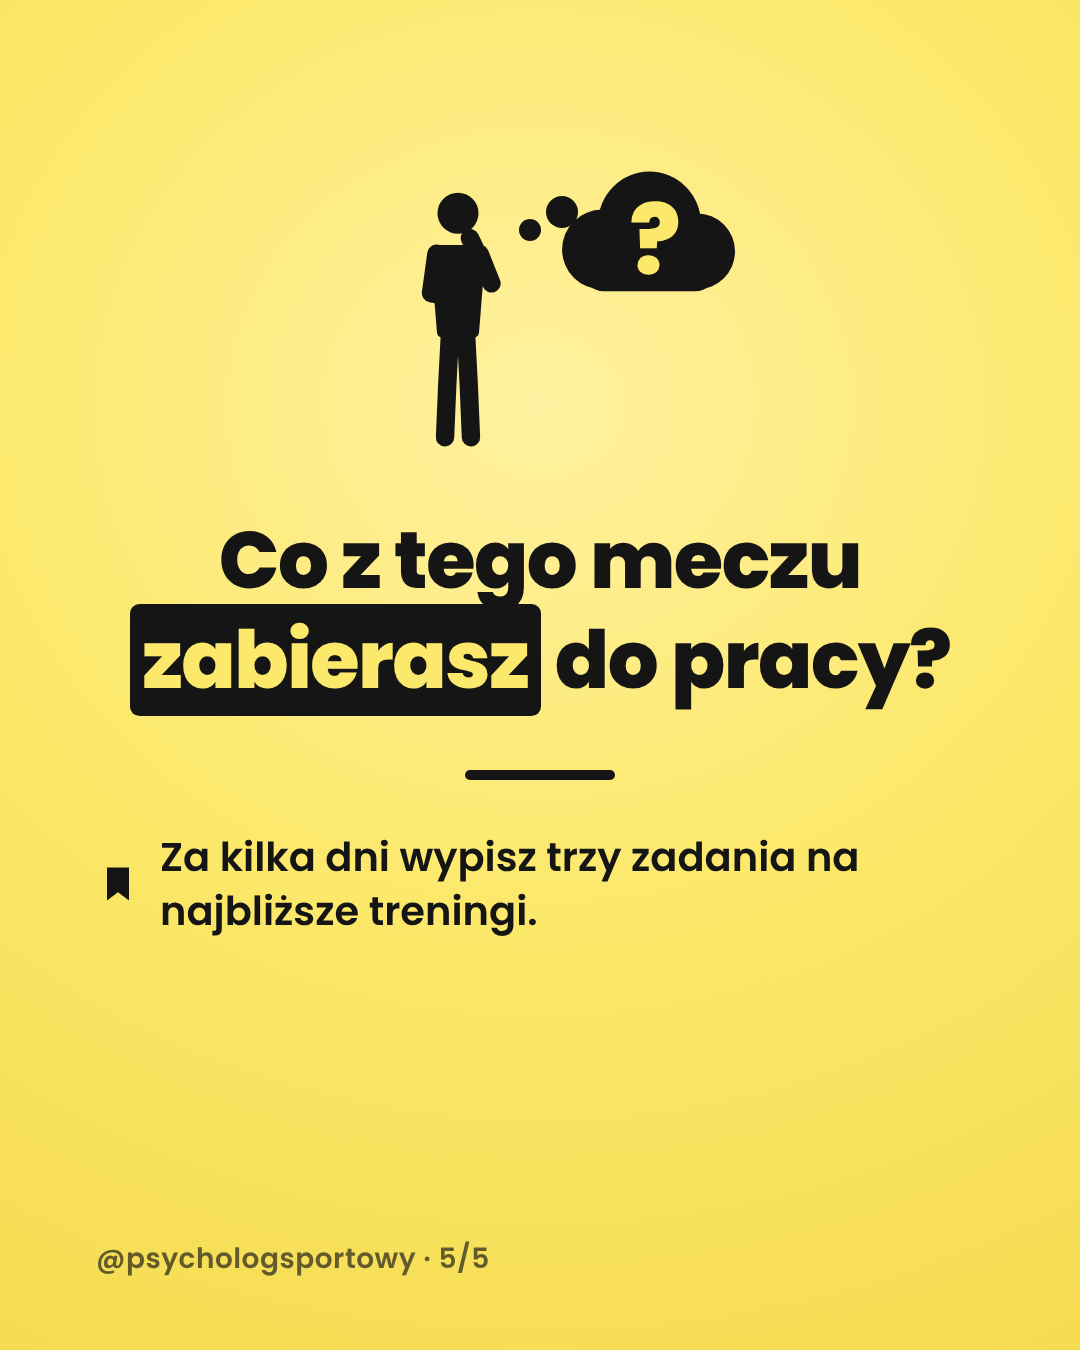 ?
Co z tego meczu
zabierasz do pracy?
Za kilka dni wypisz trzy zadania na
najbliższe treningi.
@psychologsportowy · 5/5